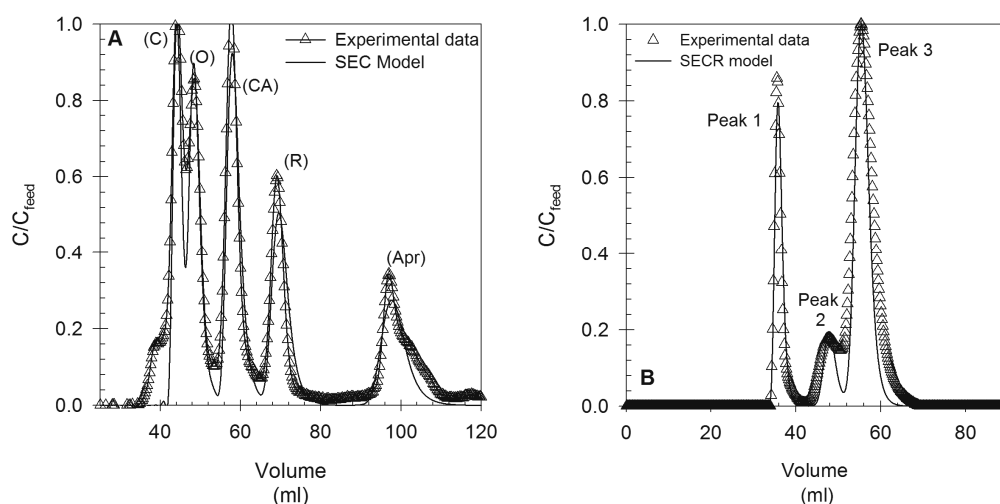 A
(C)
(O)
(CA)
(R)
(Apr)
Experimental data
SEC Model
C/Cfeed
1.0
0.8
0.6
0.4
0.2
0.0
40
60
80
100
120
Volume
(ml)
B
Experimental data
SECR model
Peak 1
Peak
2
Peak 3
C/Cfeed
1.0
0.8
0.6
0.4
0.2
0.0
0
20
40
60
80
Volume
(ml)